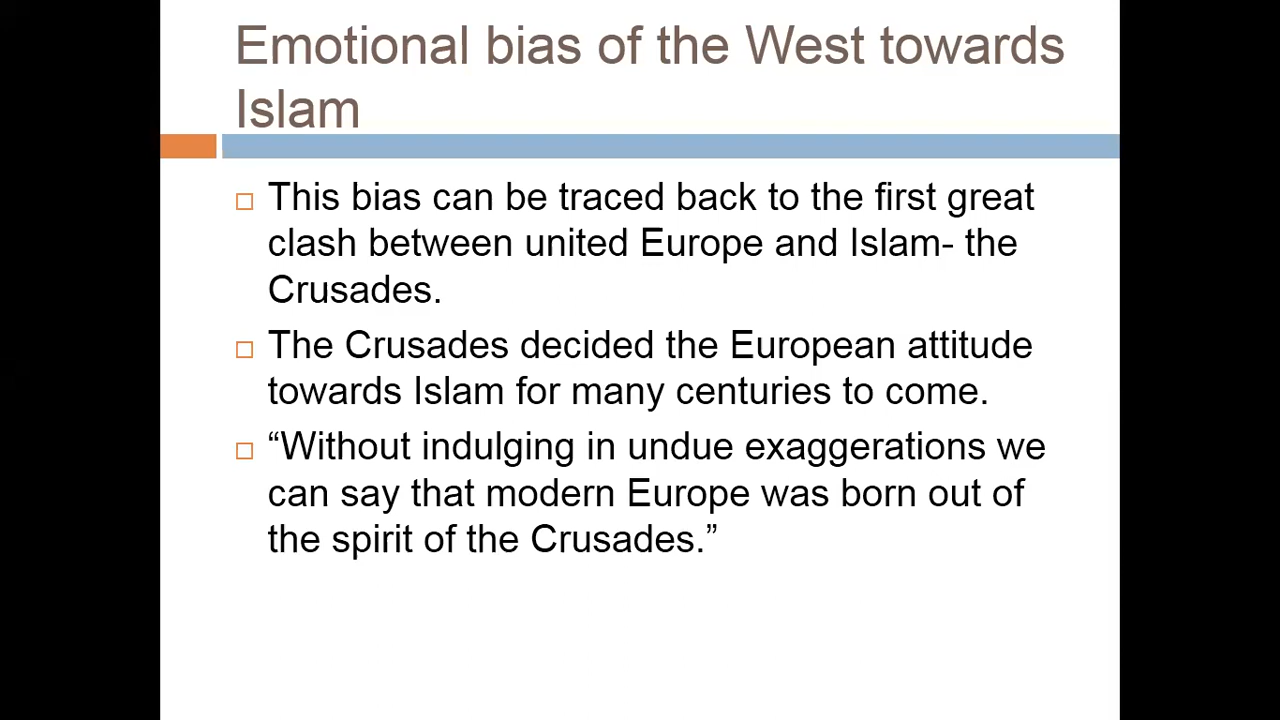 Emotional bias of the West towards
Islam
This bias can be traced back to the first great
clash between united Europe and Islam- the
Crusades.
The Crusades decided the European attitude
towards Islam for many centuries to come.
“Without indulging in undue exaggerations we
can say that modern Europe was born out of
the spirit of the Crusades.”